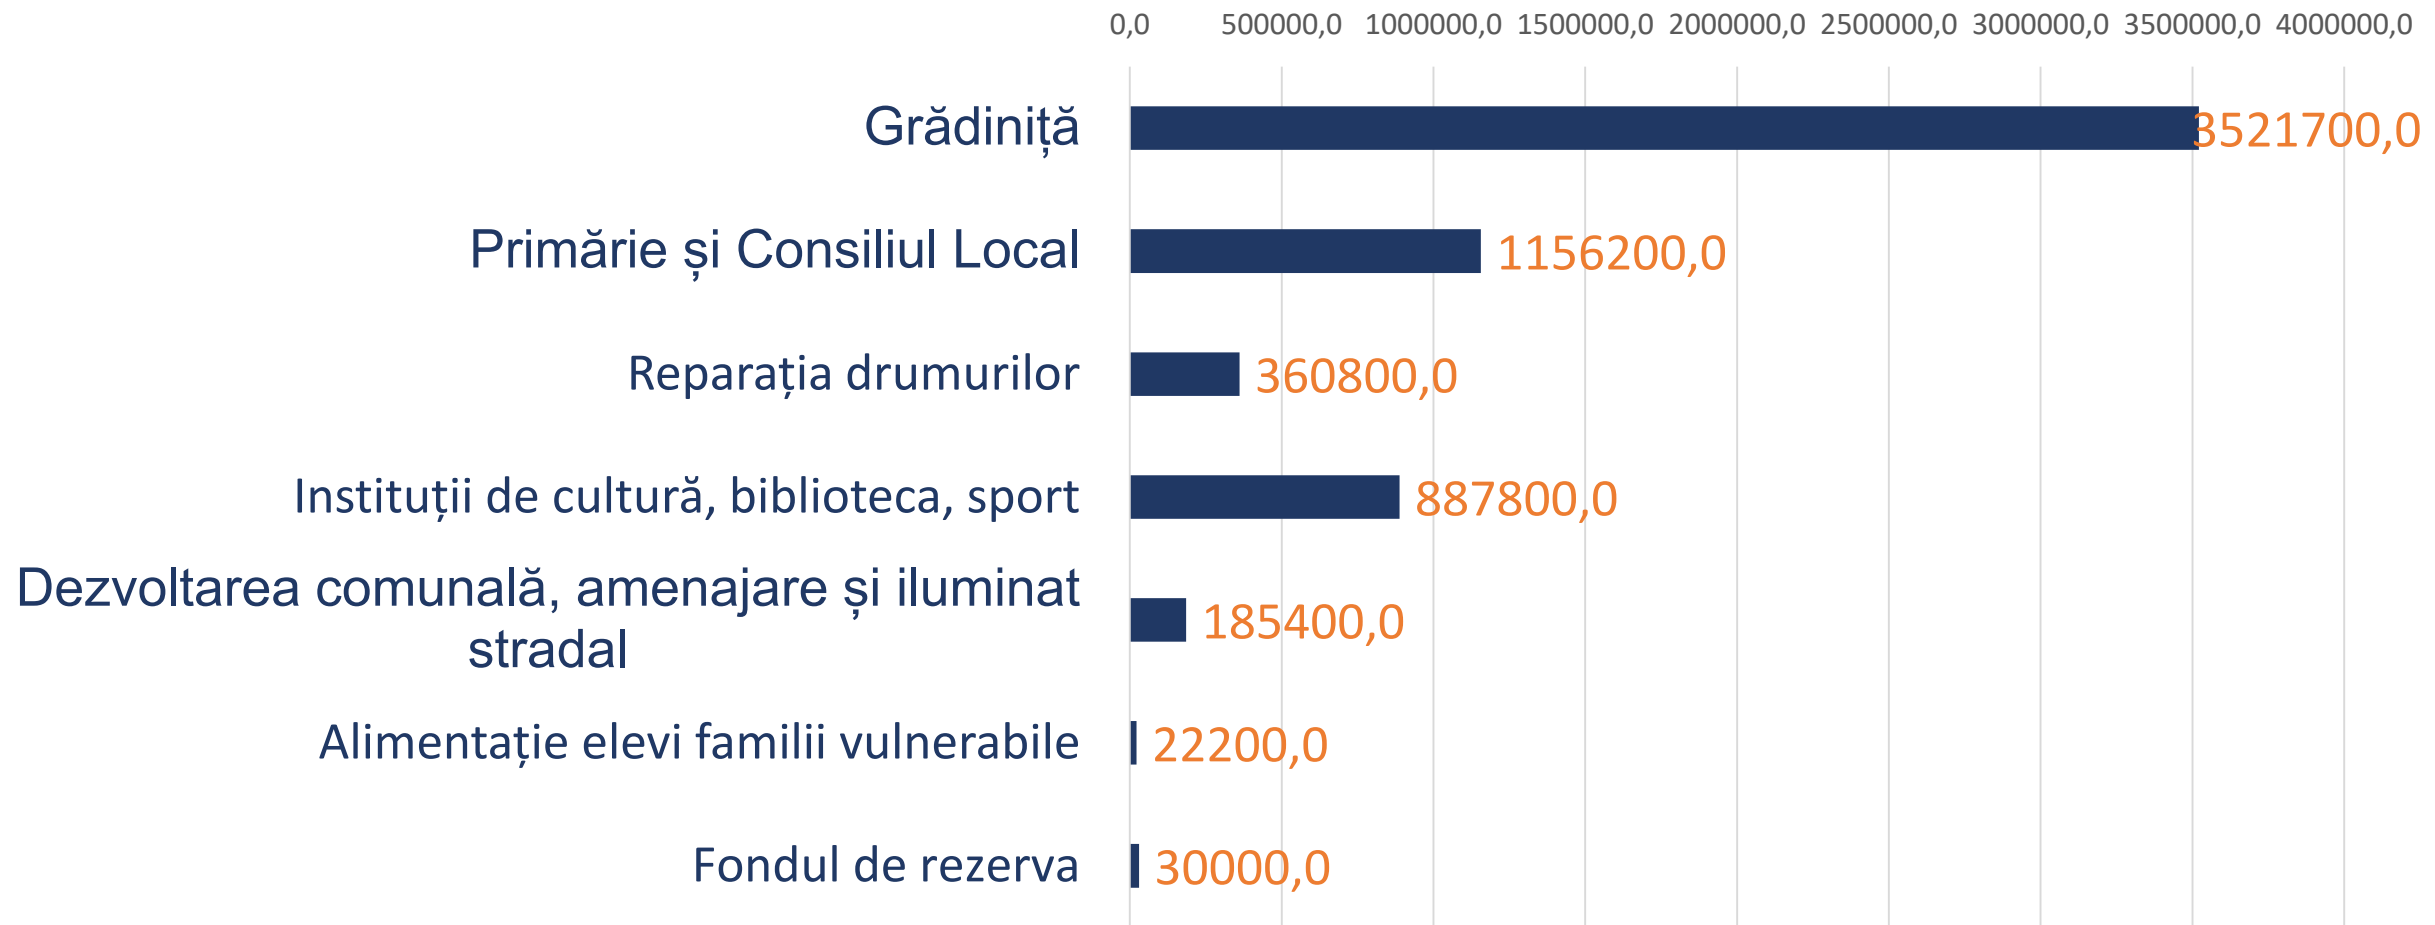 0,0 500000,0 1000000,0 1500000,0 2000000,0 2500000,0 3000000,0 3500000,0 4000000,0
Grădiniță 3521700,0
Primărie și Consiliul Local 1156200,0
Reparația drumurilor 360800,0
Instituții de cultură, biblioteca, sport 887800,0
Dezvoltarea comunală, amenajare și iluminat
stradal 185400,0
Alimentație elevi familii vulnerabile 22200,0
Fondul de rezerva 30000,0